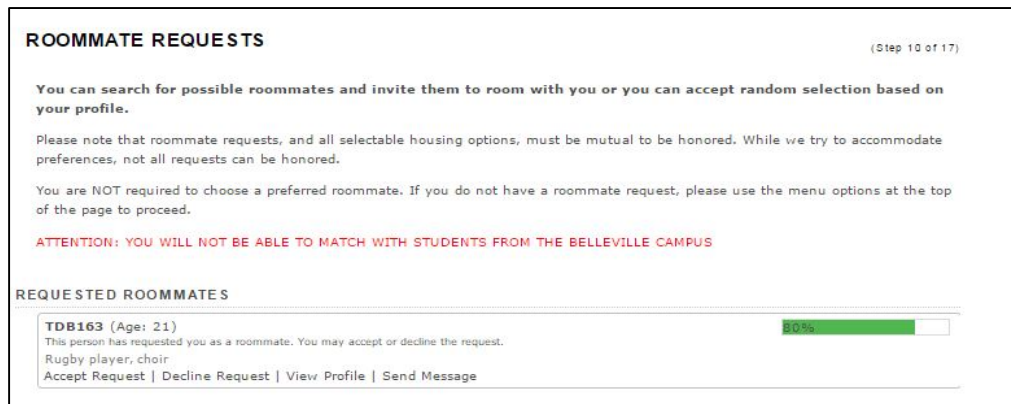 ROOMMATE REQUESTS
(Step 10 of 17)
You can search for possible roommates and invite them to room with you or you can accept random selection based on
your profile.
Please note that roommate requests, and all selectable housing options, must be mutual to be honored. While we try to accommodate
preferences, not all requests can be honored.
You are NOT required to choose a preferred roommate. If you do not have a roommate request, please use the menu options at the top
of the page to proceed.
ATTENTION: YOU WILL NOT BE ABLE TO MATCH WITH STUDENTS FROM THE BELLEVILLE CAMPUS
REQUESTED ROOMMATES
TDB163 (Age: 21)
80%
This person has requested you as a roommate. You may accept or decline the request.
Rugby player, choir
Accept Request | Decline Request | View Profile | Send Message